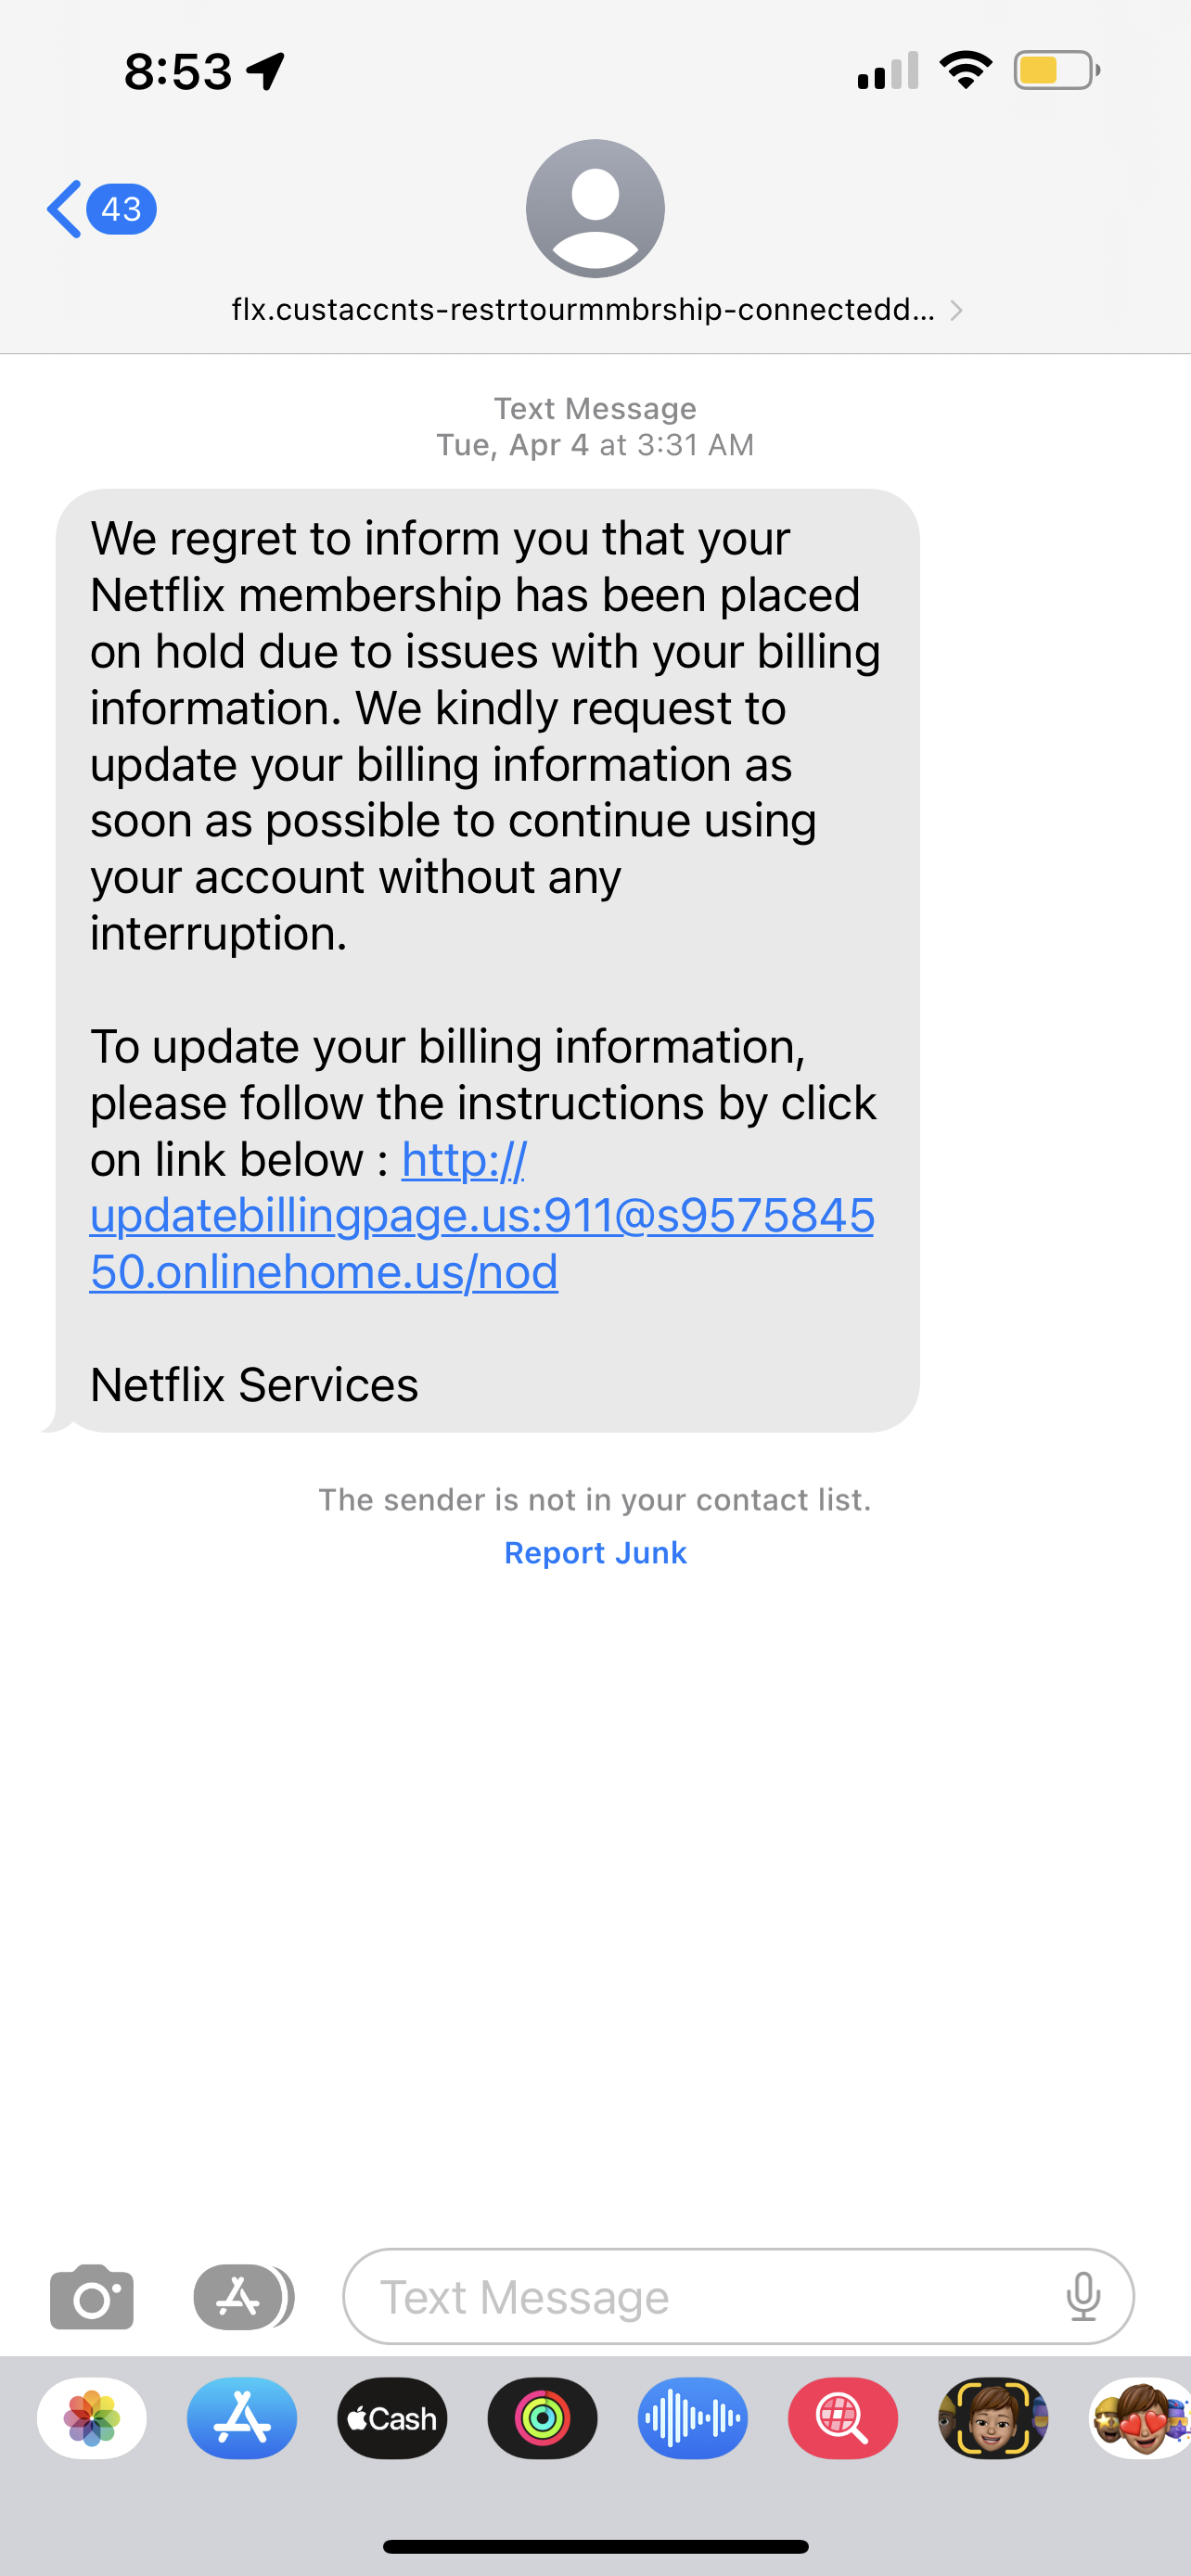 8:53
43
flx.custaccnts-restrtourmmbrship-connectedd...
Text Message
Tue, Apr 4 at 3:31 AM
We regret to inform you that your
Netflix membership has been placed
on hold due to issues with your billing
information. We kindly request to
update your billing information as
soon as possible to continue using
your account without any
interruption.
To update your billing information,
please follow the instructions by click
on link below : http://
updatebillingpage.us:911@s9575845
50.onlinehome.us/nod
Netflix Services
The sender is not in your contact list.
Report Junk
Text Message
Cash